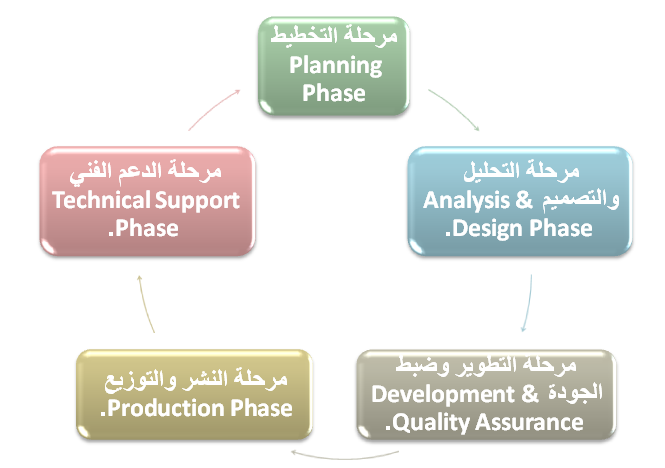 مرحلة التخطيط
Planning
Phase
مرحلة التحليل
والتصميم Analysis &
Design Phase.
مرحلة التطوير وضبط
الجودة Development &
Quality Assurance.
مرحلة النشر والتوزيع
Production Phase.
مرحلة الدعم الفني
Technical Support
Phase.